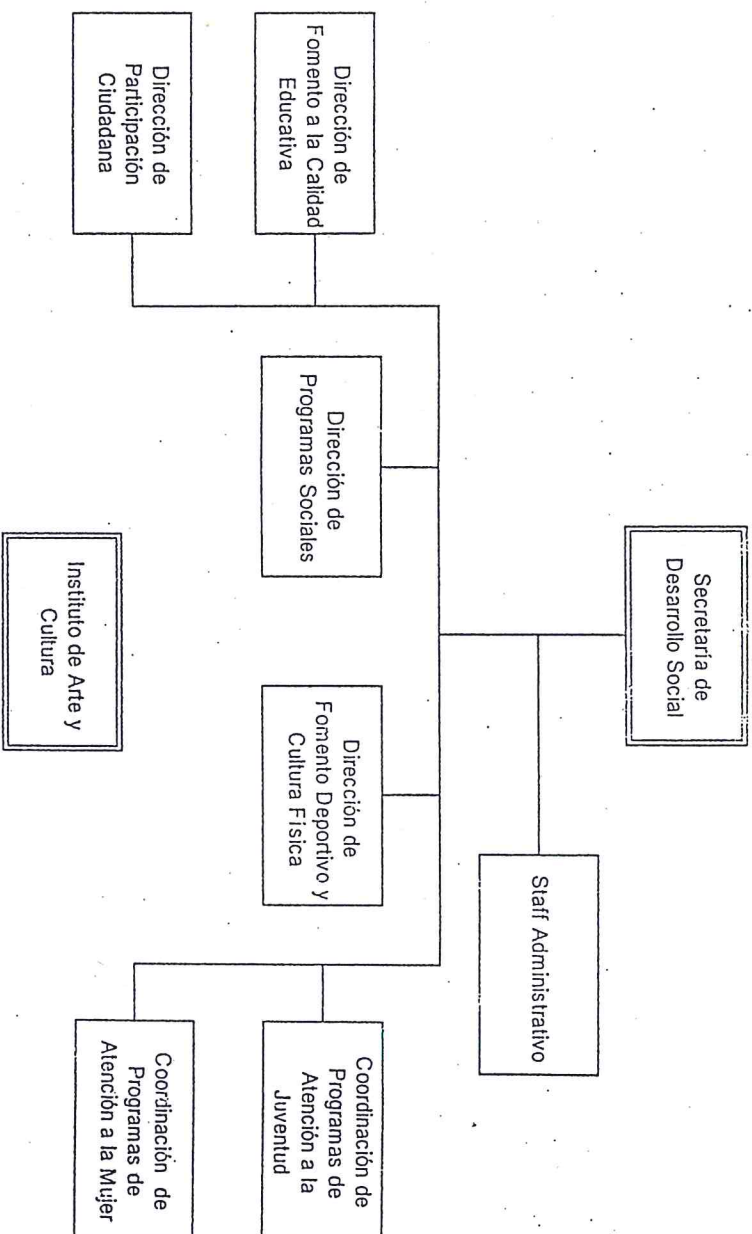 Secretaría de
Desarrollo Social
Staff Administrativo
Dirección de
Fomento a la Calidad
Educativa
Dirección de
Programas Sociales
Dirección de
Fomento Deportivo y
Cultura Física
Coordinación de
Programas de
Atención a la
Juventud
Dirección de
Participación
Ciudadana
Coordinación de
Programas de
Atención a la Mujer
Instituto de Arte y
Cultura